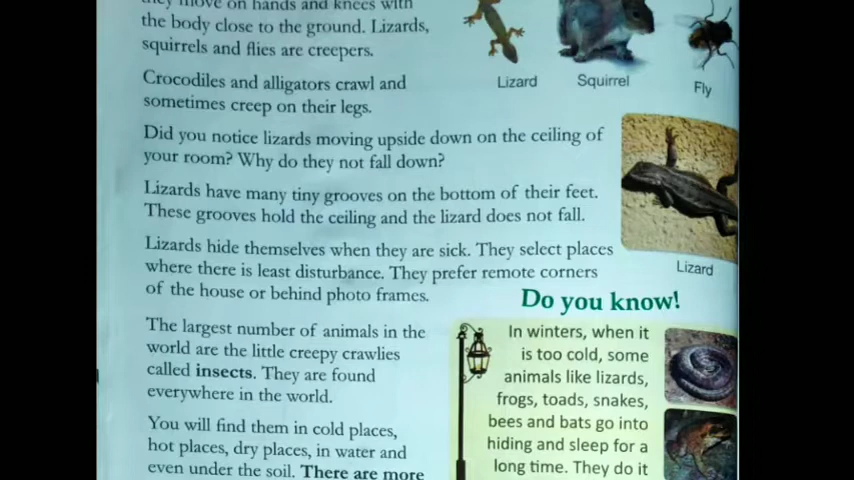 they move on hands and knees with
the body close to the ground. Lizards,
squirrels and flies are creepers.
Lizard
Squirrel
Fly
Crocodiles and alligators crawl and
sometimes creep on their legs.
Did you notice lizards moving upside down on the ceiling of
your room? Why do they not fall down?
Lizards have many tiny grooves on the bottom of their feet.
These grooves hold the ceiling and the lizard does not fall.
Lizards hide themselves when they are sick. They select places
where there is least disturbance. They prefer remote corners
of the house or behind photo frames.
Lizard
The largest number of animals in the
world are the little creepy crawlies
called insects. They are found
everywhere in the world.
You will find them in cold places,
hot places, dry places, in water and
even under the soil. There are more
Do you know!
In winters, when it
is too cold, some
animals like lizards,
frogs, toads, snakes,
bees and bats go into
hiding and sleep for a
long time. They do it